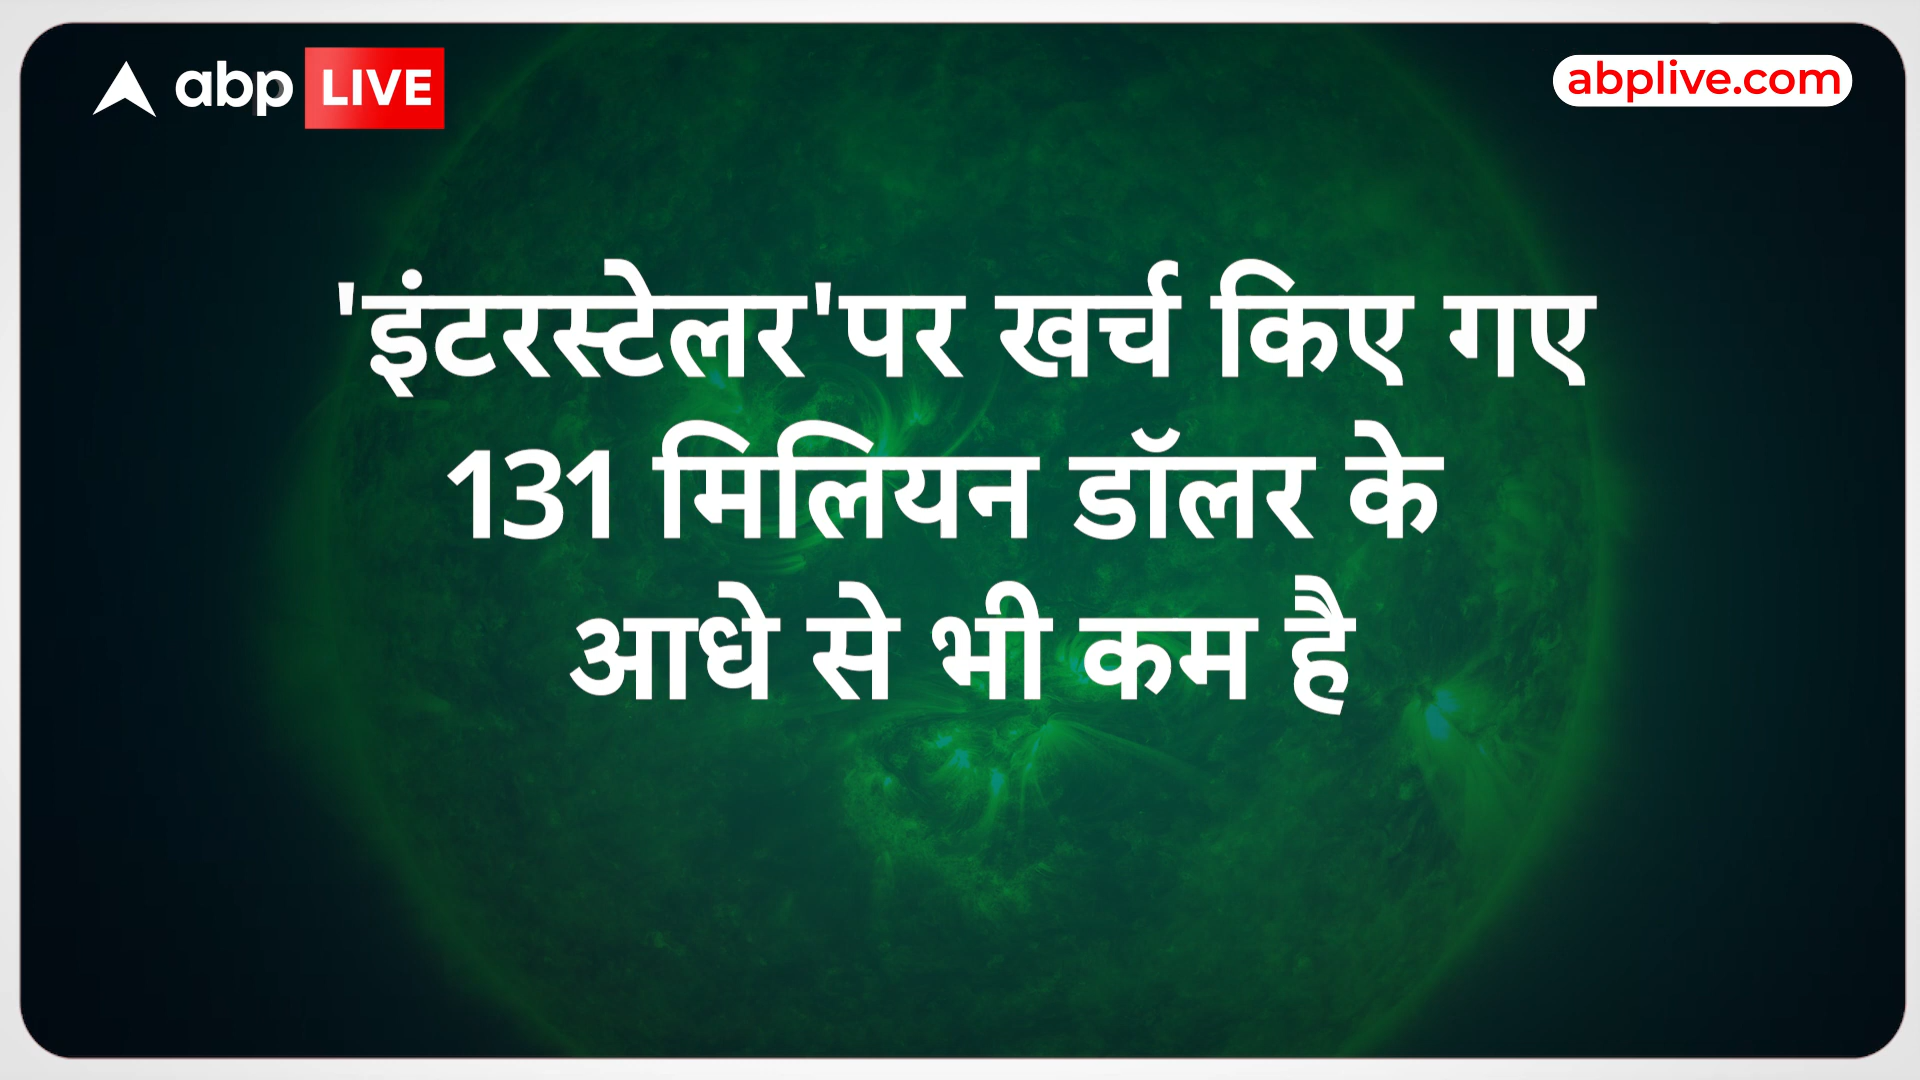 abp LIVE
abplive.com
'इंटरस्टेलर'पर खर्च किए गए
131 मिलियन डॉलर के
आधे से भी कम है